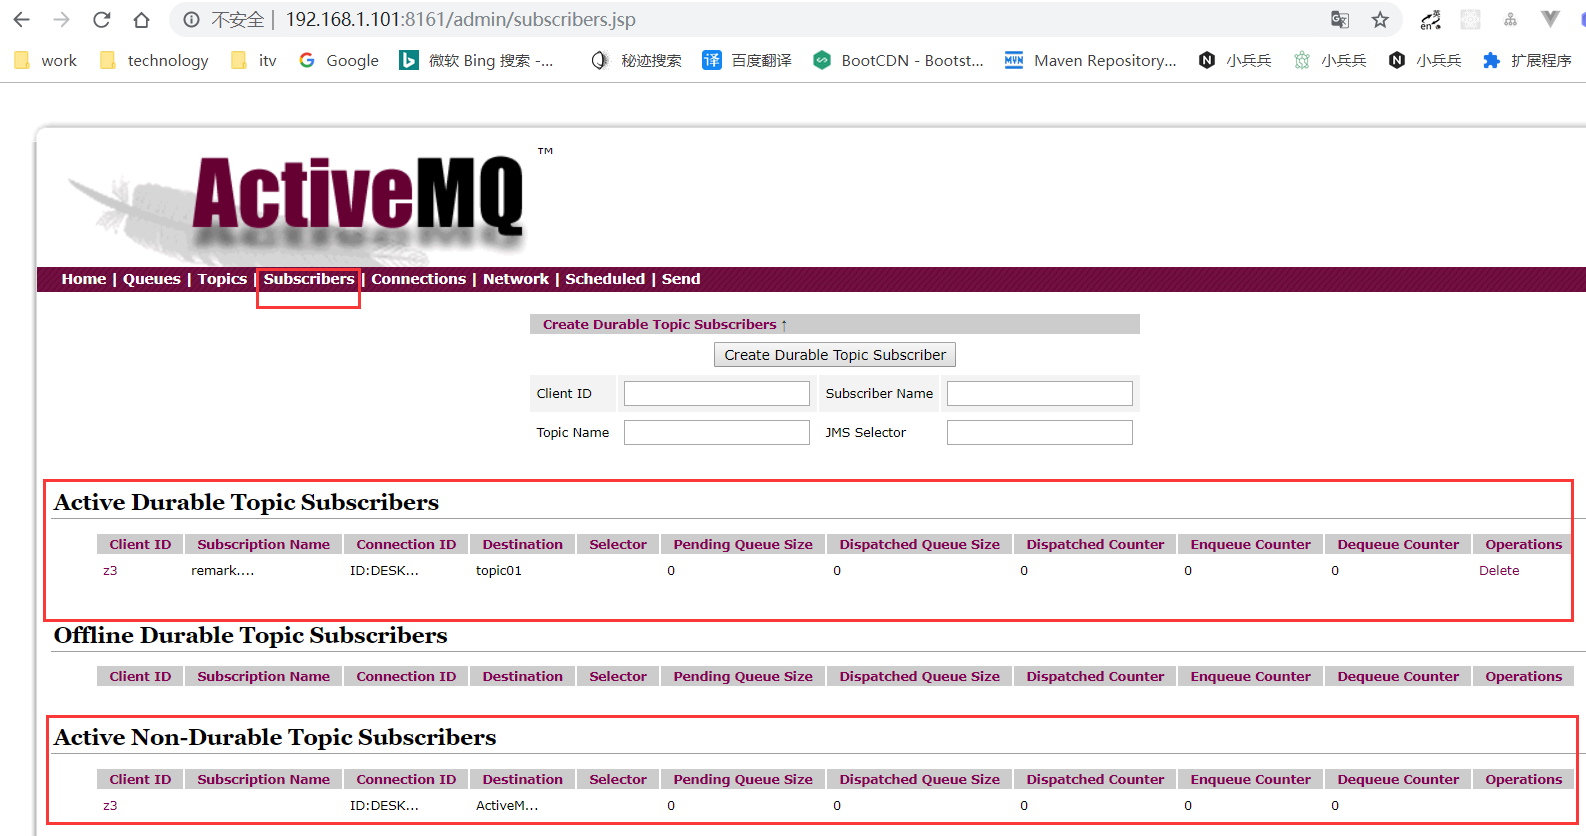 不安全 | 192.168.1.101:8161/admin/subscribers.jsp
work technology itv Google 微软 Bing 搜索 -... 秘迹搜索 百度翻译 BootCDN - Bootst... Maven Repository... 小兵兵 小兵兵 小兵兵 扩展程序
ActiveMQ™
Home | Queues | Topics | Subscribers | Connections | Network | Scheduled | Send
Create Durable Topic Subscribers ↑
Create Durable Topic Subscriber
Client ID Subscriber Name
Topic Name JMS Selector
Active Durable Topic Subscribers
Client ID Subscription Name Connection ID Destination Selector Pending Queue Size Dispatched Queue Size Dispatched Counter Enqueue Counter Dequeue Counter Operations
z3 remark.... ID:DESK... topic01 0 0 0 0 0 Delete
Offline Durable Topic Subscribers
Client ID Subscription Name Connection ID Destination Selector Pending Queue Size Dispatched Queue Size Dispatched Counter Enqueue Counter Dequeue Counter Operations
Active Non-Durable Topic Subscribers
Client ID Subscription Name Connection ID Destination Selector Pending Queue Size Dispatched Queue Size Dispatched Counter Enqueue Counter Dequeue Counter Operations
z3 ID:DESK... ActiveM... 0 0 0 0 0